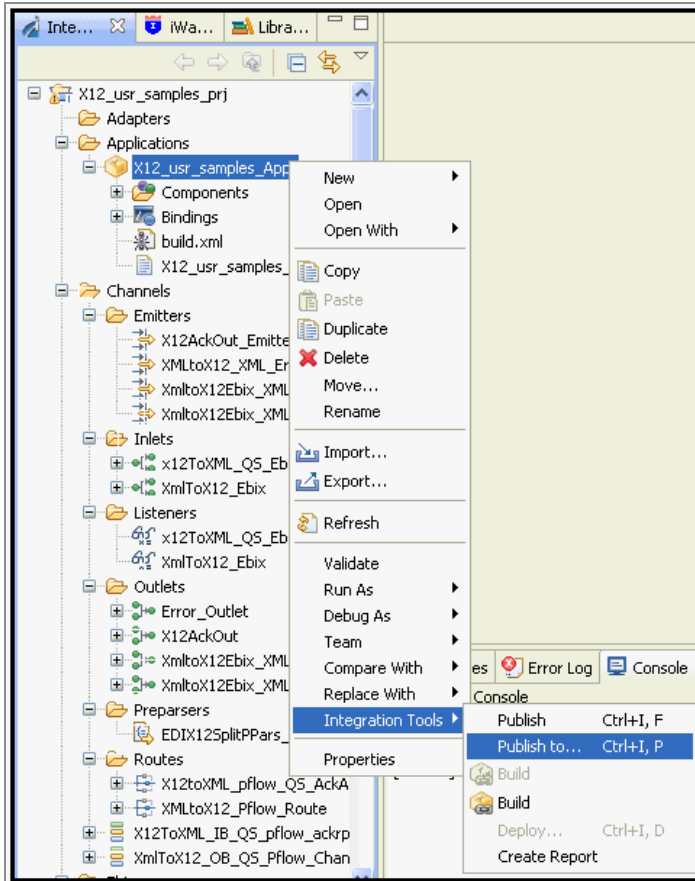 Inte... iWa... Libra...
X12_usr_samples_prj
Adapters
Applications
X12_usr_samples_App
Components
Bindings
build.xml
X12_usr_samples_
Channels
Emitters
X12AckOut_Emitte
XMLtoX12_XML_Er
XmltoX12Ebix_XML
XmltoX12Ebix_XML
Inlets
x12ToXML_QS_Eb
XmlToX12_Ebix
Listeners
x12ToXML_QS_Eb
XmlToX12_Ebix
Outlets
Error_Outlet
X12AckOut
XmltoX12Ebix_XML
XmltoX12Ebix_XML
Preparsers
EDIX12SplitPPars_
Routes
X12toXML_pflow_QS_AckA
XMLtoX12_Pflow_Route
X12ToXML_IB_QS_pflow_ackrp
XmlToX12_OB_QS_Pflow_Chan
New
Open
Open With
Copy
Paste
Duplicate
Delete
Move...
Rename
Import...
Export...
Refresh
Validate
Run As
Debug As
Team
Compare With
Replace With
Integration Tools
Properties
es Error Log Console
Console
Publish Ctrl+I, F
Publish to... Ctrl+I, P
Build
Build
Deploy... Ctrl+I, D
Create Report